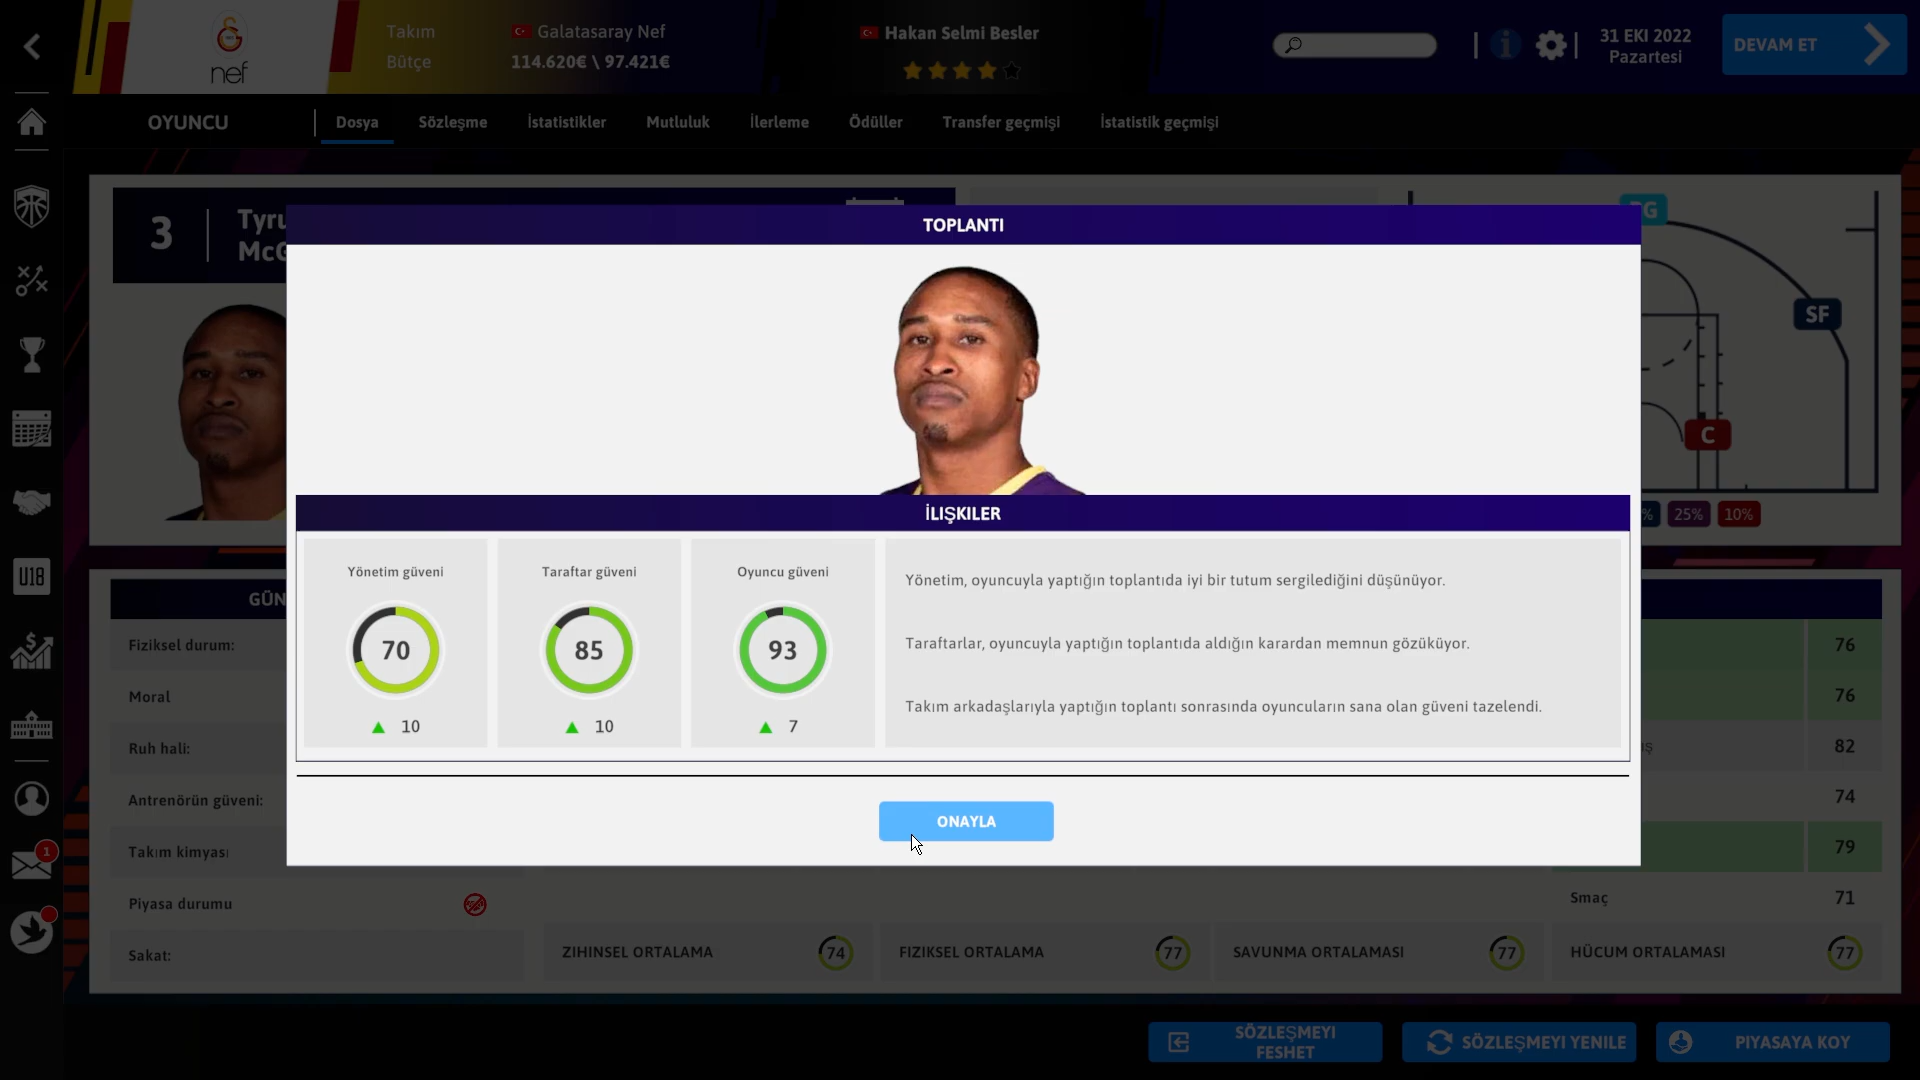 nef
Takım
Galatasaray Nef
Bütçe
114.620€ \ 97.421€
Hakan Selmi Besler
31 EKI 2022
Pazartesi
DEVAM ET
OYUNCU
Dosya
Sözleşme
İstatistikler
Mutluluk
İlerleme
Ödüller
Transfer geçmişi
İstatistik geçmişi
3
TOPLANTI
SF
C
25%
10%
İLIŞKILER
Yönetim güveni
70
10
Taraftar güveni
85
10
Oyuncu güveni
93
7
Yönetim, oyuncuyla yaptığın toplantıda iyi bir tutum sergilediğini düşünüyor.
Taraftarlar, oyuncuyla yaptığın toplantıda aldığın karardan memnun gözüküyor.
Takım arkadaşlarıyla yaptığın toplantı sonrasında oyuncuların sana olan güveni tazelendi.
ONAYLA
U18
Fiziksel durum:
Moral
Ruh hali:
Antrenörün güveni:
Takım kimyası
Piyasa durumu
Sakat:
1
76
76
82
74
79
Smaç
71
ZIHINSEL ORTALAMA
74
FIZIKSEL ORTALAMA
77
SAVUNMA ORTALAMASI
77
HÜCUM ORTALAMASI
77
SÖZLEŞMEYI
FESHET
SÖZLEŞMEYI YENILE
PIYASAYA KOY